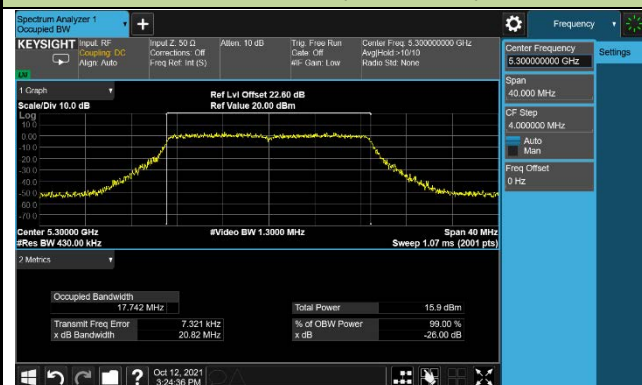 Spectrum Analyzer 1
Occupied BW
+
Frequency
KEYSIGHT
Input: RF
Coupling: DC
Align: Auto
Input Z: 50 Ω
Corrections: Off
Freq Ref: Int (S)
Atten: 10 dB
Trig: Free Run
Gate: Off
#IF Gain: Low
Center Freq: 5.300000000 GHz
Avg|Hold:>10/10
Radio Std: None
Center Frequency
5.300000000 GHz
Settings
Span
40.000 MHz
CF Step
4.000000 MHz
Auto
Man
Freq Offset
0 Hz
1 Graph
Scale/Div 10.0 dB
Ref Lvl Offset 22.60 dB
Ref Value 20.00 dBm
Log
10.0
0.00
-10.0
-20.0
-30.0
-40.0
-50.0
-60.0
-70.0
Center 5.30000 GHz
#Res BW 430.00 kHz
#Video BW 1.3000 MHz
Span 40 MHz
Sweep 1.07 ms (2001 pts)
2 Metrics
Occupied Bandwidth
17.742 MHz
Total Power 15.9 dBm
Transmit Freq Error 7.321 kHz
% of OBW Power 99.00 %
x dB Bandwidth 20.82 MHz
x dB -26.00 dB
?
Oct 12, 2021
3:24:36 PM